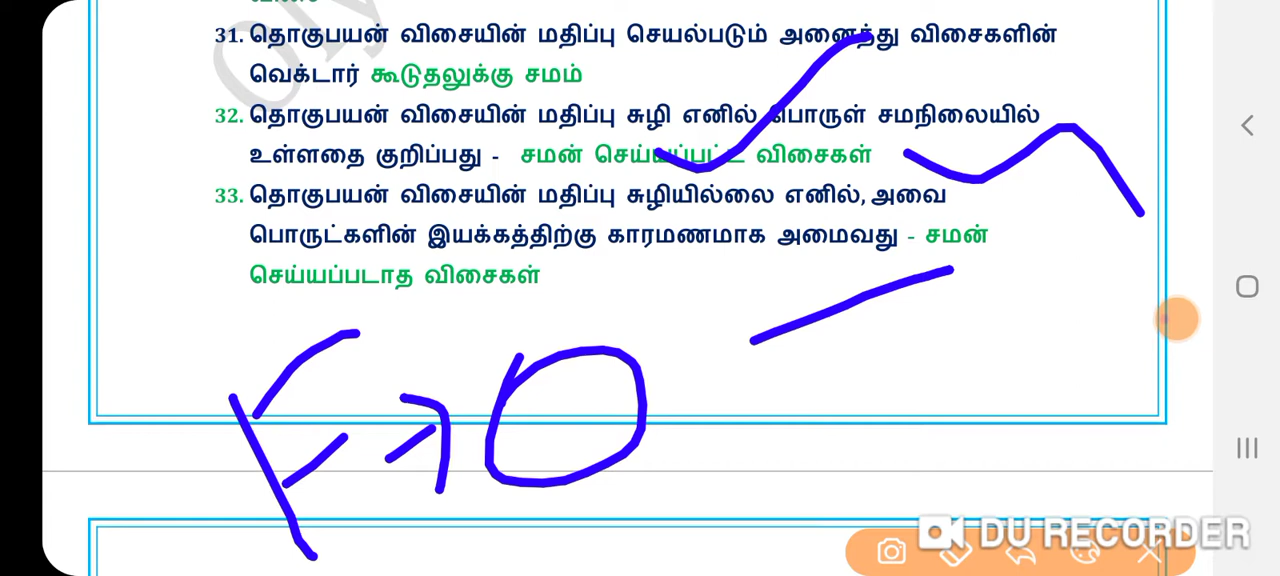 31. தொகுபயன் விசையின் மதிப்பு செயல்படும் அனைத்து விசைகளின்
வெக்டார் கூடுதலுக்கு சமம்
32. தொகுபயன் விசையின் மதிப்பு சுழி எனில் பொருள் சமநிலையில்
உள்ளதை குறிப்பது - சமன் செய்யப்பட்ட விசைகள்
33. தொகுபயன் விசையின் மதிப்பு சுழியில்லை எனில், அவை
பொருட்களின் இயக்கத்திற்கு காரமணமாக அமைவது - சமன்
செய்யப்படாத விசைகள்
DU RECORDER